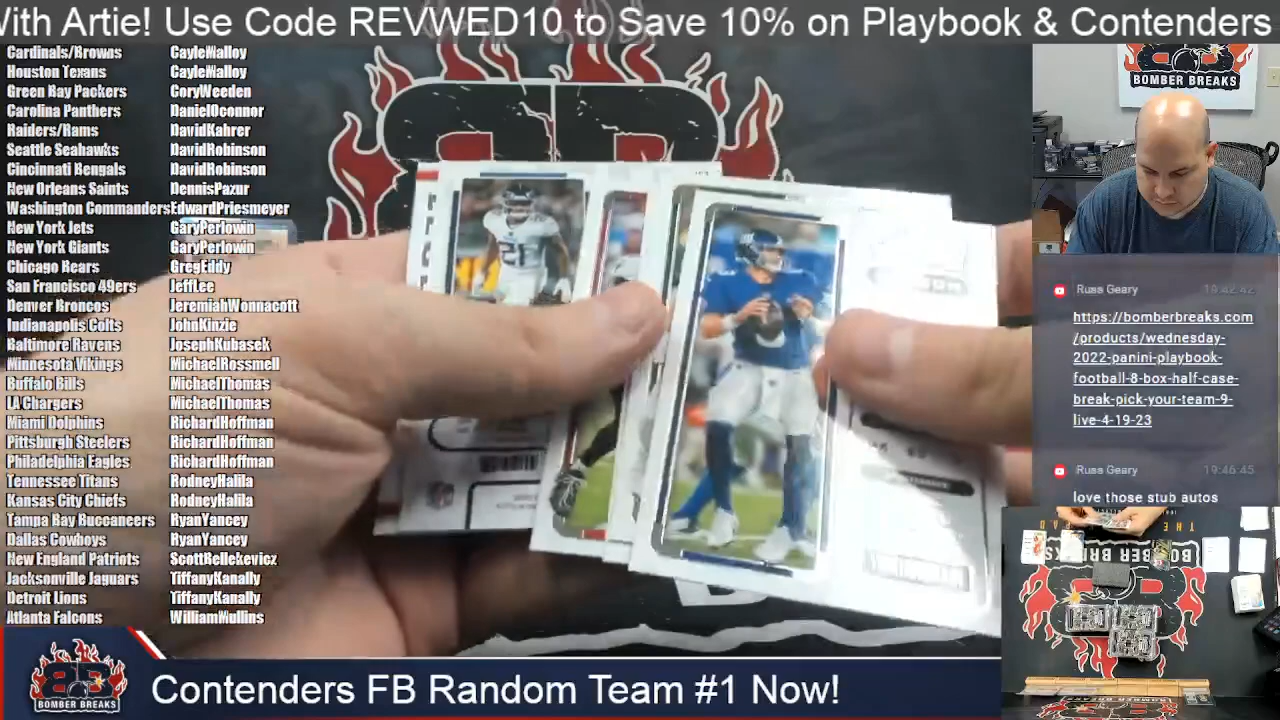 With Artie! Use Code REVWED10 to Save 10% on Playbook & Contenders
Cardinals/Browns CayleMalloy
Houston Texans CayleMalloy
Green Bay Packers CoryWeeden
Carolina Panthers DanielOconnor
Raiders/Rams DavidKahrer
Seattle Seahawks DavidRobinson
Cincinnati Bengals DavidRobinson
New Orleans Saints DennisPazur
Washington Commanders EdwardPriesmeyer
New York Jets GaryPerlowin
New York Giants GaryPerlowin
Chicago Bears GregEddy
San Francisco 49ers JeffLee
Denver Broncos JeremiahWonnacott
Indianapolis Colts JohnKinzie
Baltimore Ravens JosephKubasek
Minnesota Vikings MichaelRossmell
Buffalo Bills MichaelThomas
LA Chargers MichaelThomas
Miami Dolphins RichardHoffman
Pittsburgh Steelers RichardHoffman
Philadelphia Eagles RichardHoffman
Tennessee Titans RodneyHalila
Kansas City Chiefs RodneyHalila
Tampa Bay Buccaneers RyanYancey
Dallas Cowboys RyanYancey
New England Patriots ScottBellekevicz
Jacksonville Jaguars TiffanyKanally
Detroit Lions TiffanyKanally
Atlanta Falcons WilliamMullins
BOMBER BREAKS
Russ Geary 19:42:42
https://bomberbreaks.com
/products/wednesday-
2022-panini-playbook-
football-8-box-half-case-
break-pick-your-team-9-
live-4-19-23
Russ Geary 19:46:45
love those stub autos
BOMBER BREAKS
Contenders FB Random Team #1 Now!